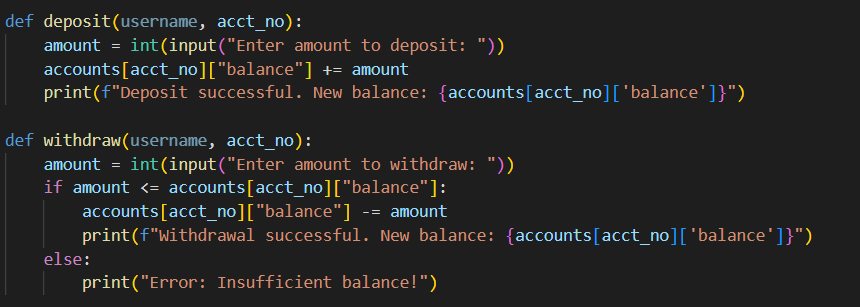 def deposit(username, acct_no):
    amount = int(input("Enter amount to deposit: "))
    accounts[acct_no]["balance"] += amount
    print(f"Deposit successful. New balance: {accounts[acct_no]['balance']}")

def withdraw(username, acct_no):
    amount = int(input("Enter amount to withdraw: "))
    if amount <= accounts[acct_no]["balance"]:
        accounts[acct_no]["balance"] -= amount
        print(f"Withdrawal successful. New balance: {accounts[acct_no]['balance']}")
    else:
        print("Error: Insufficient balance!")